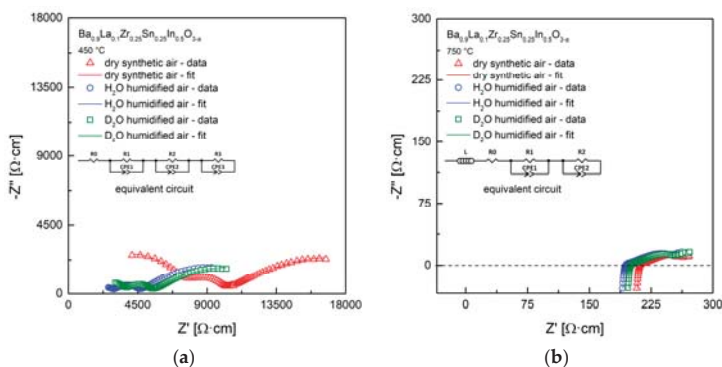 Ba₀.₉La₀.₁Zr₀.₂₅Sn₀.₂₅In₀.₅O₃₋ₐ
450 °C
dry synthetic air - data
dry synthetic air - fit
H₂O humidified air - data
H₂O humidified air - fit
D₂O humidified air - data
D₂O humidified air - fit
R0 R1 R2 R3
CPE1 CPE2 CPE3
equivalent circuit
-Z'' [Ω·cm]
18000
13500
9000
4500
0
0 4500 9000 13500 18000
Z' [Ω·cm]
(a)
Ba₀.₉La₀.₁Zr₀.₂₅Sn₀.₂₅In₀.₅O₃₋ₐ
750 °C
dry synthetic air - data
dry synthetic air - fit
H₂O humidified air - data
H₂O humidified air - fit
D₂O humidified air - data
D₂O humidified air - fit
L R0 R1 R2
CPE1 CPE2
equivalent circuit
-Z'' [Ω·cm]
300
225
150
75
0
0 75 150 225 300
Z' [Ω·cm]
(b)